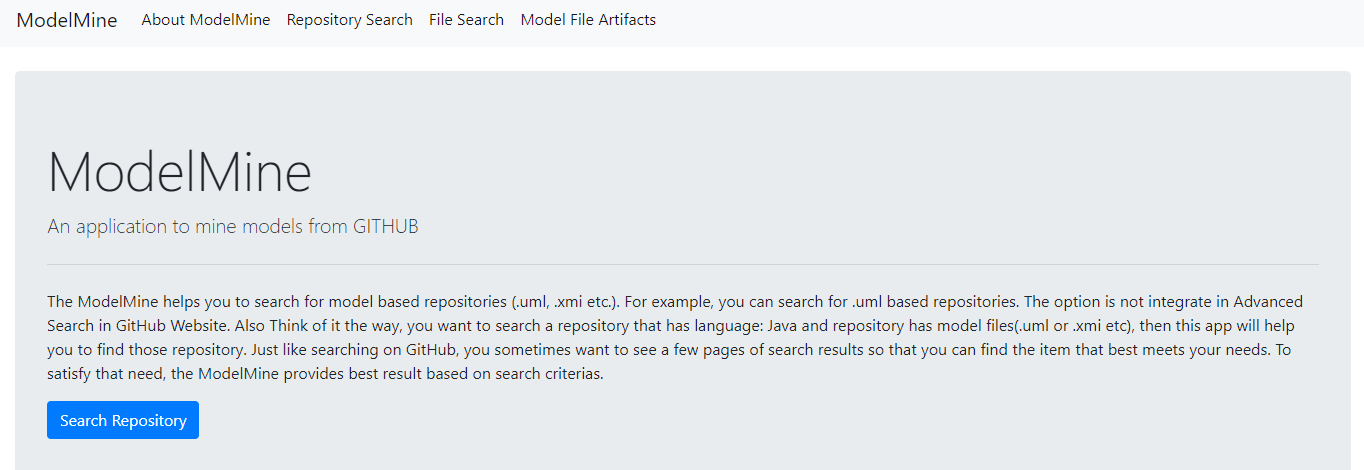 ModelMine About ModelMine Repository Search File Search Model File Artifacts
ModelMine
An application to mine models from GITHUB
The ModelMine helps you to search for model based repositories (.uml, .xmi etc.). For example, you can search for .uml based repositories. The option is not integrate in Advanced
Search in GitHub Website. Also Think of it the way, you want to search a repository that has language: Java and repository has model files(.uml or .xmi etc), then this app will help
you to find those repository. Just like searching on GitHub, you sometimes want to see a few pages of search results so that you can find the item that best meets your needs. To
satisfy that need, the ModelMine provides best result based on search criterias.
Search Repository